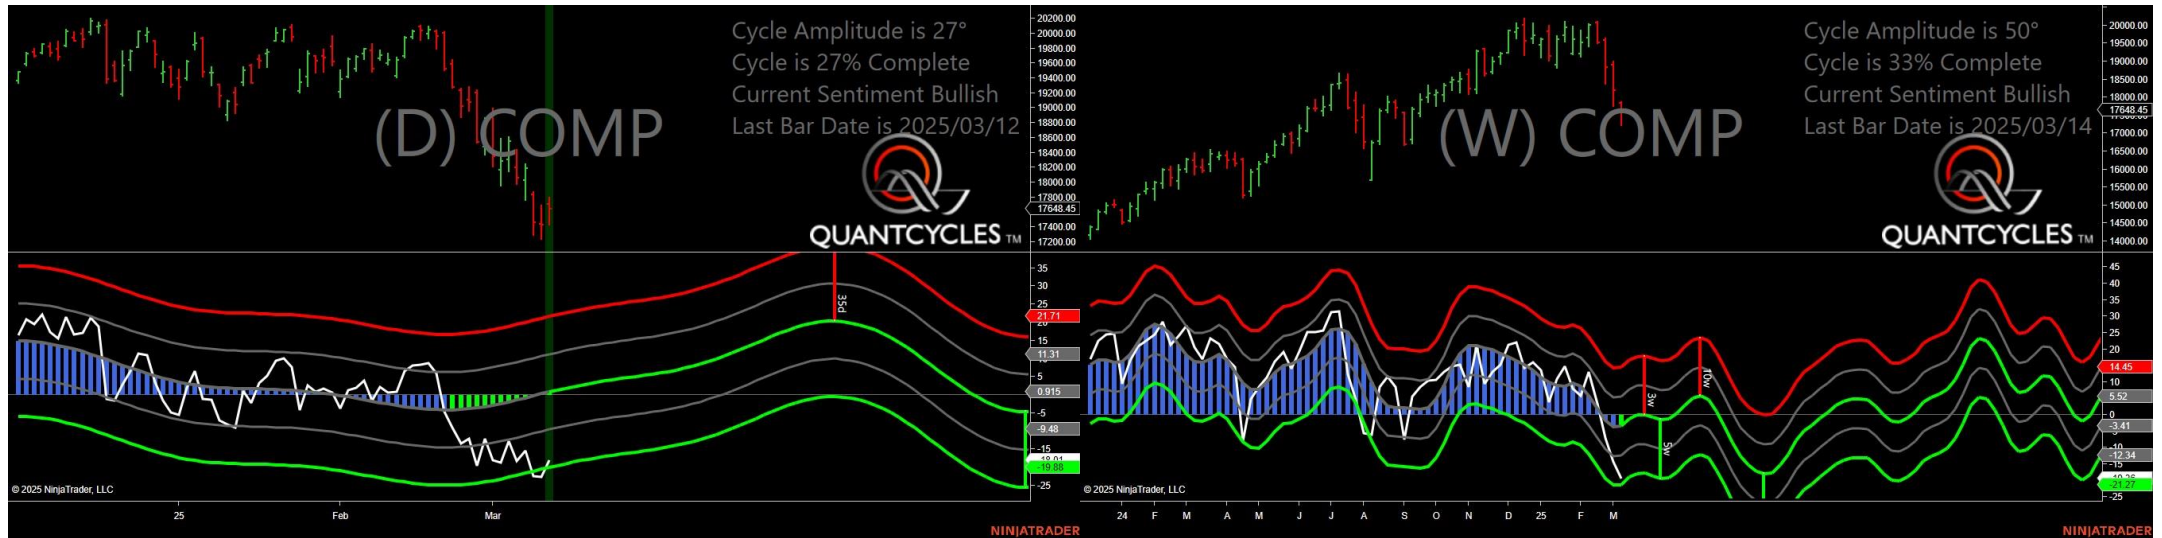 Cycle Amplitude is 27°
Cycle is 27% Complete
Current Sentiment Bullish
Last Bar Date is 2025/03/12
(D) COMP
QUANTCYCLES TM
20200.00
20000.00
19800.00
19600.00
19400.00
19200.00
19000.00
18800.00
18600.00
18400.00
18200.00
18000.00
17800.00
17648.45
17400.00
17200.00
35d
35
30
25
21.71
20
15
11.31
5
0.915
-5
-9.48
-15
-19.88
-25
© 2025 NinjaTrader, LLC
25
Feb
Mar
NINJATRADER
Cycle Amplitude is 50°
Cycle is 33% Complete
Current Sentiment Bullish
Last Bar Date is 2025/03/14
(W) COMP
QUANTCYCLES TM
20000.00
19500.00
19000.00
18500.00
18000.00
17648.45
17000.00
16500.00
16000.00
15500.00
15000.00
14500.00
14000.00
3w
5w
10w
45
40
35
30
25
20
14.45
10
5.52
0
-3.41
-10
-12.34
-15
-21.27
-25
© 2025 NinjaTrader, LLC
24
F
M
A
M
J
J
A
S
O
N
D
25
F
M
NINJATRADER